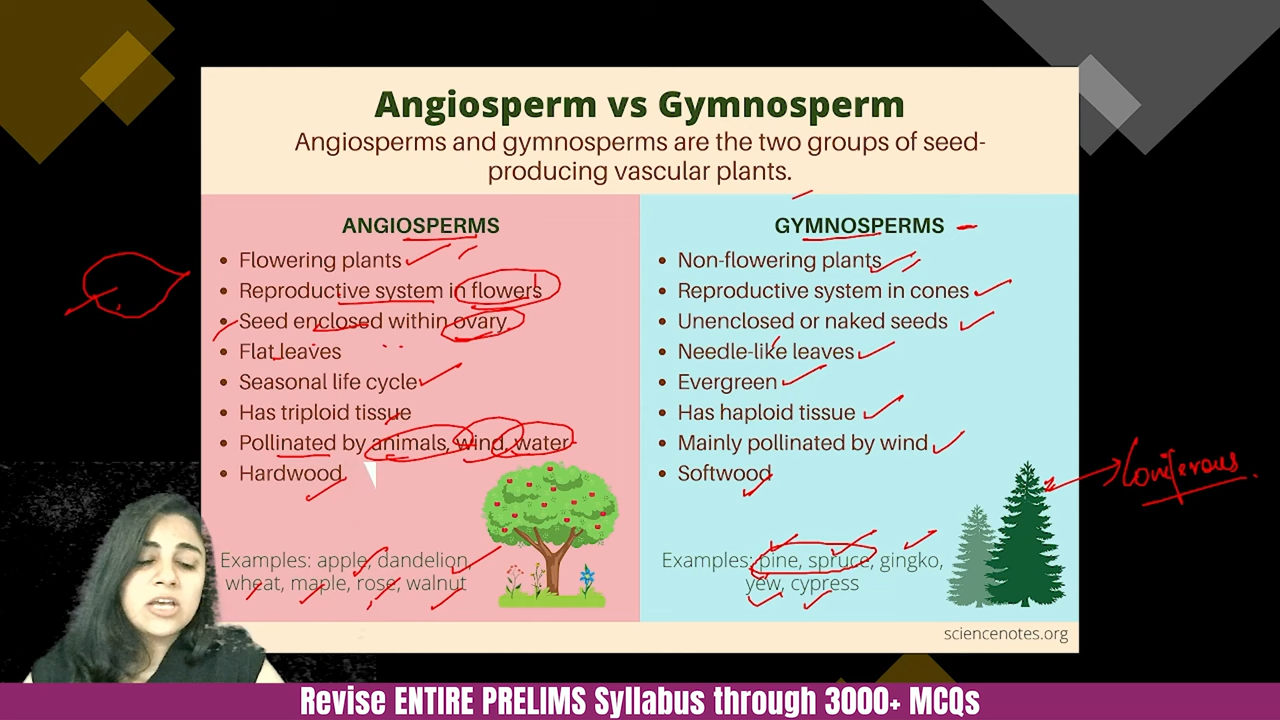 Angiosperm vs Gymnosperm
Angiosperms and gymnosperms are the two groups of seed-
producing vascular plants.
ANGIOSPERMS
• Flowering plants
• Reproductive system in flowers
• Seed enclosed within ovary
• Flat leaves
• Seasonal life cycle
• Has triploid tissue
• Pollinated by animals, wind, water
• Hardwood
Examples: apple, dandelion,
wheat, maple, rose, walnut
GYMNOSPERMS
• Non-flowering plants
• Reproductive system in cones
• Unenclosed or naked seeds
• Needle-like leaves
• Evergreen
• Has haploid tissue
• Mainly pollinated by wind
• Softwood
Examples: pine, spruce, gingko,
yew, cypress
Coniferous
sciencenotes.org
Revise ENTIRE PRELIMS Syllabus through 3000+ MCQs